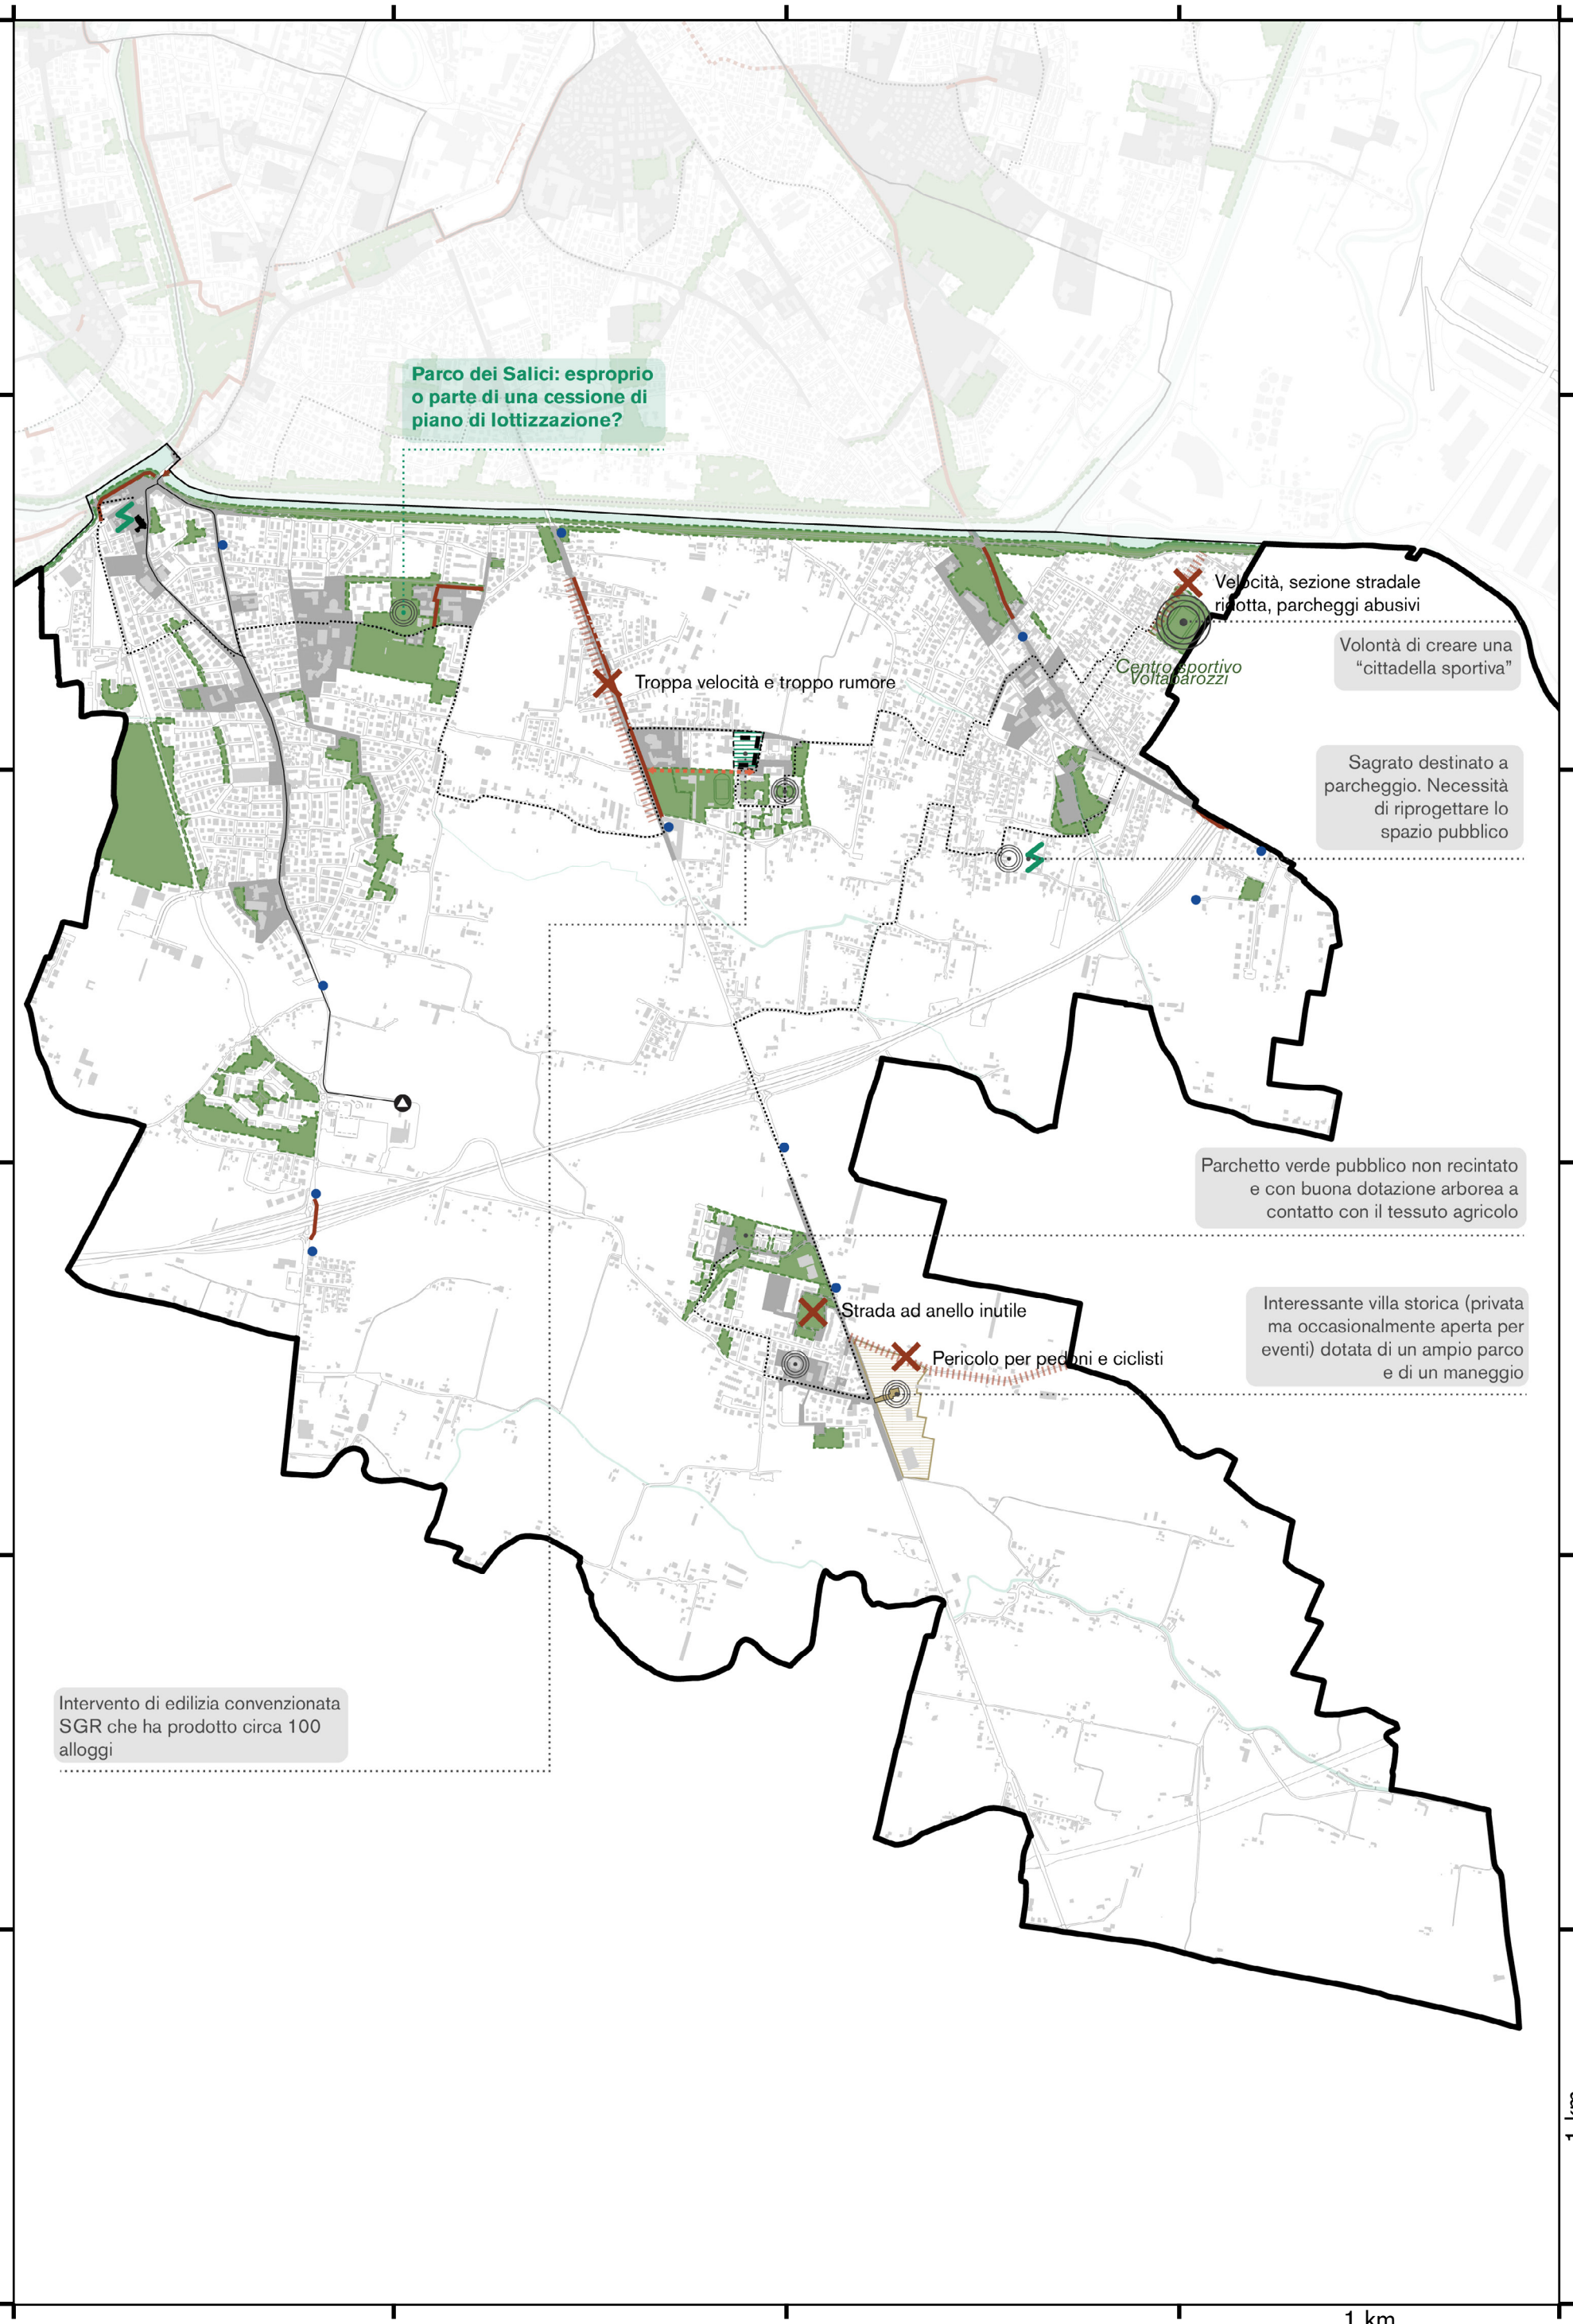 Parco dei Salici: esproprio
o parte di una cessione di
piano di lottizzazione?
Velocità, sezione stradale
ridotta, parcheggi abusivi
Volontà di creare una
“cittadella sportiva”
Centro sportivo
Voltabarozzi
Troppa velocità e troppo rumore
Sagrato destinato a
parcheggio. Necessità
di riprogettare lo
spazio pubblico
Parchetto verde pubblico non recintato
e con buona dotazione arborea a
contatto con il tessuto agricolo
Strada ad anello inutile
Interessante villa storica (privata
ma occasionalmente aperta per
eventi) dotata di un ampio parco
e di un maneggio
Pericolo per pedoni e ciclisti
Intervento di edilizia convenzionata
SGR che ha prodotto circa 100
alloggi
1 km
1 km